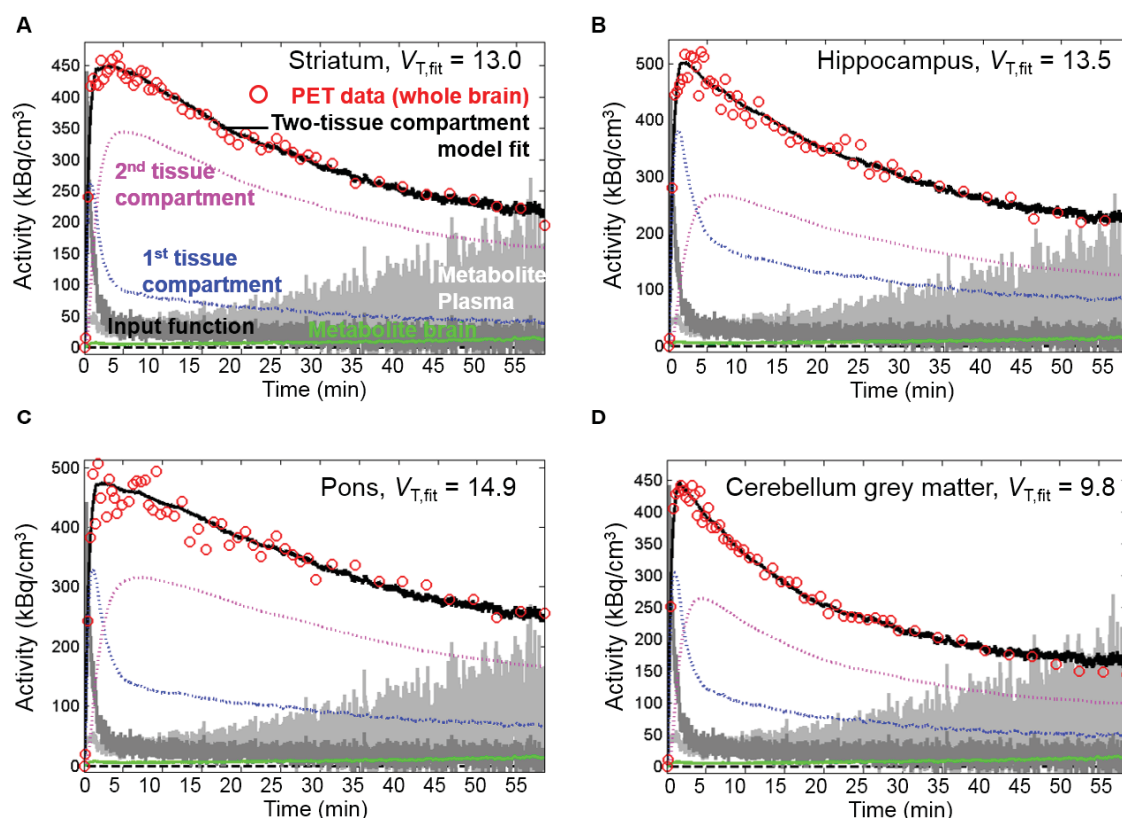 A
Striatum, VT,fit = 13.0
PET data (whole brain)
Two-tissue compartment
model fit
2nd tissue
compartment
1st tissue
compartment
Metabolite
Plasma
Input function
Metabolite brain
Activity (kBq/cm3)
450
400
350
300
250
200
150
100
50
0
0 5 10 15 20 25 30 35 40 45 50 55
Time (min)
B
Hippocampus, VT,fit = 13.5
Activity (kBq/cm3)
500
400
300
200
100
0
0 5 10 15 20 25 30 35 40 45 50 55
Time (min)
C
Pons, VT,fit = 14.9
Activity (kBq/cm3)
500
400
300
200
100
0
0 5 10 15 20 25 30 35 40 45 50 55
Time (min)
D
Cerebellum grey matter, VT,fit = 9.8
Activity (kBq/cm3)
450
400
350
300
250
200
150
100
50
0
0 5 10 15 20 25 30 35 40 45 50 55
Time (min)